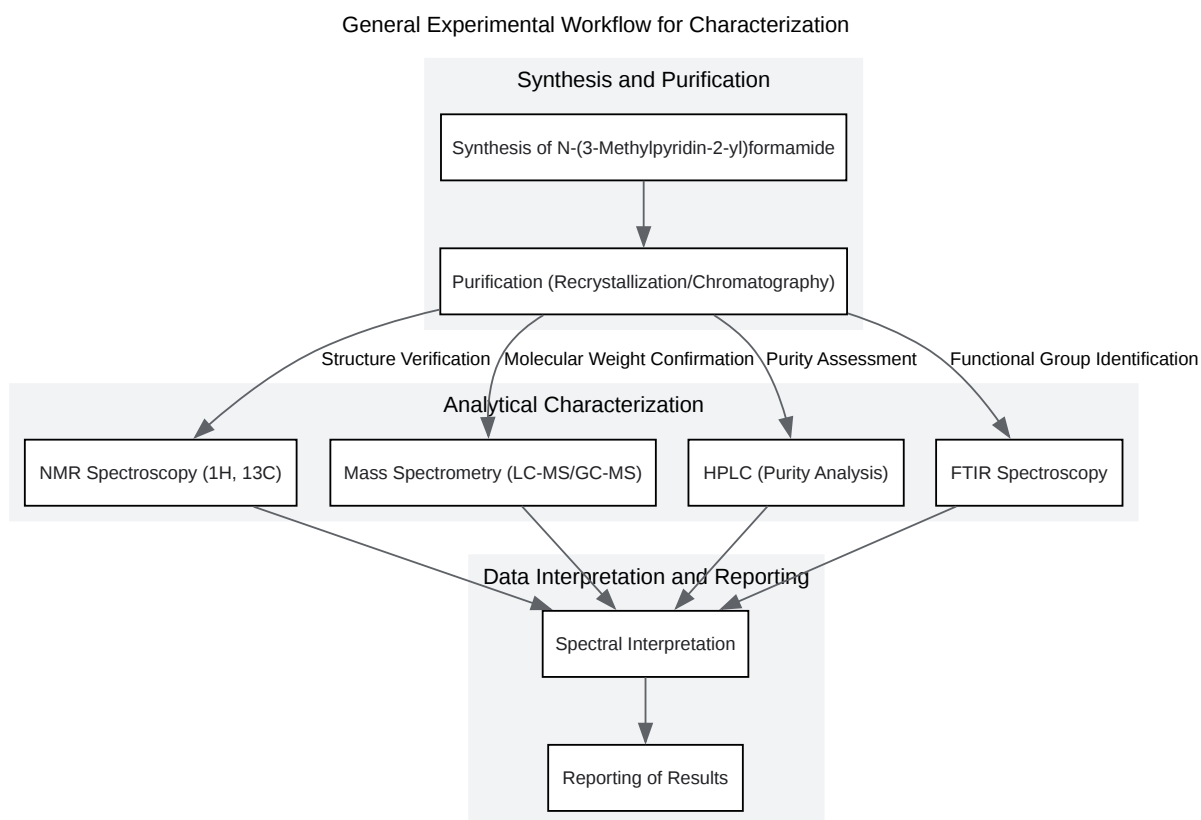 General Experimental Workflow for Characterization
Synthesis and Purification
Synthesis of N-(3-Methylpyridin-2-yl)formamide
Purification (Recrystallization/Chromatography)
Structure Verification
Molecular Weight Confirmation
Purity Assessment
Functional Group Identification
Analytical Characterization
NMR Spectroscopy (1H, 13C)
Mass Spectrometry (LC-MS/GC-MS)
HPLC (Purity Analysis)
FTIR Spectroscopy
Data Interpretation and Reporting
Spectral Interpretation
Reporting of Results